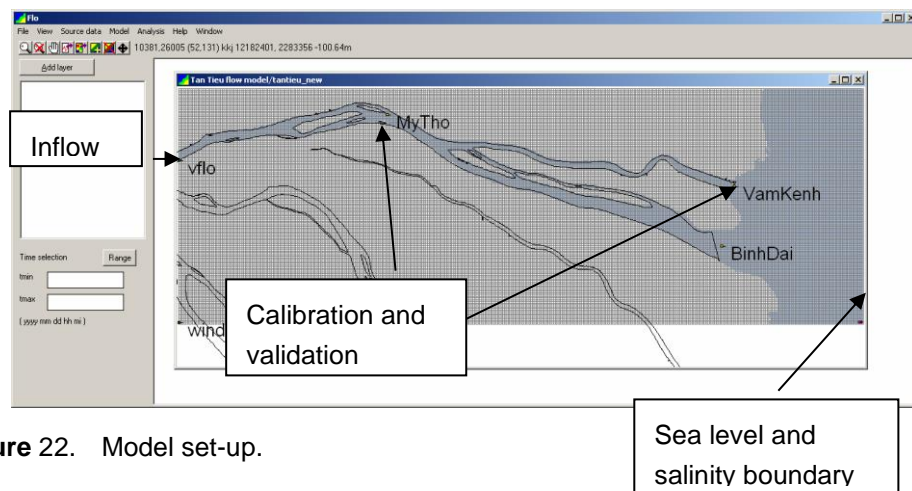 Flo
File View Source data Model Analysis Help Window
10381,26005 (52,131) kkj 12182401, 2283356 -100.64m
Add layer
Tan Tieu flow model/tantieu_new
MyTho
Inflow
vflo
VamKenh
BinhDai
Time selection
Range
tmin
tmax
( yyyy mm dd hh mi )
wind
Calibration and
validation
Sea level and
salinity boundary
ure 22. Model set-up.